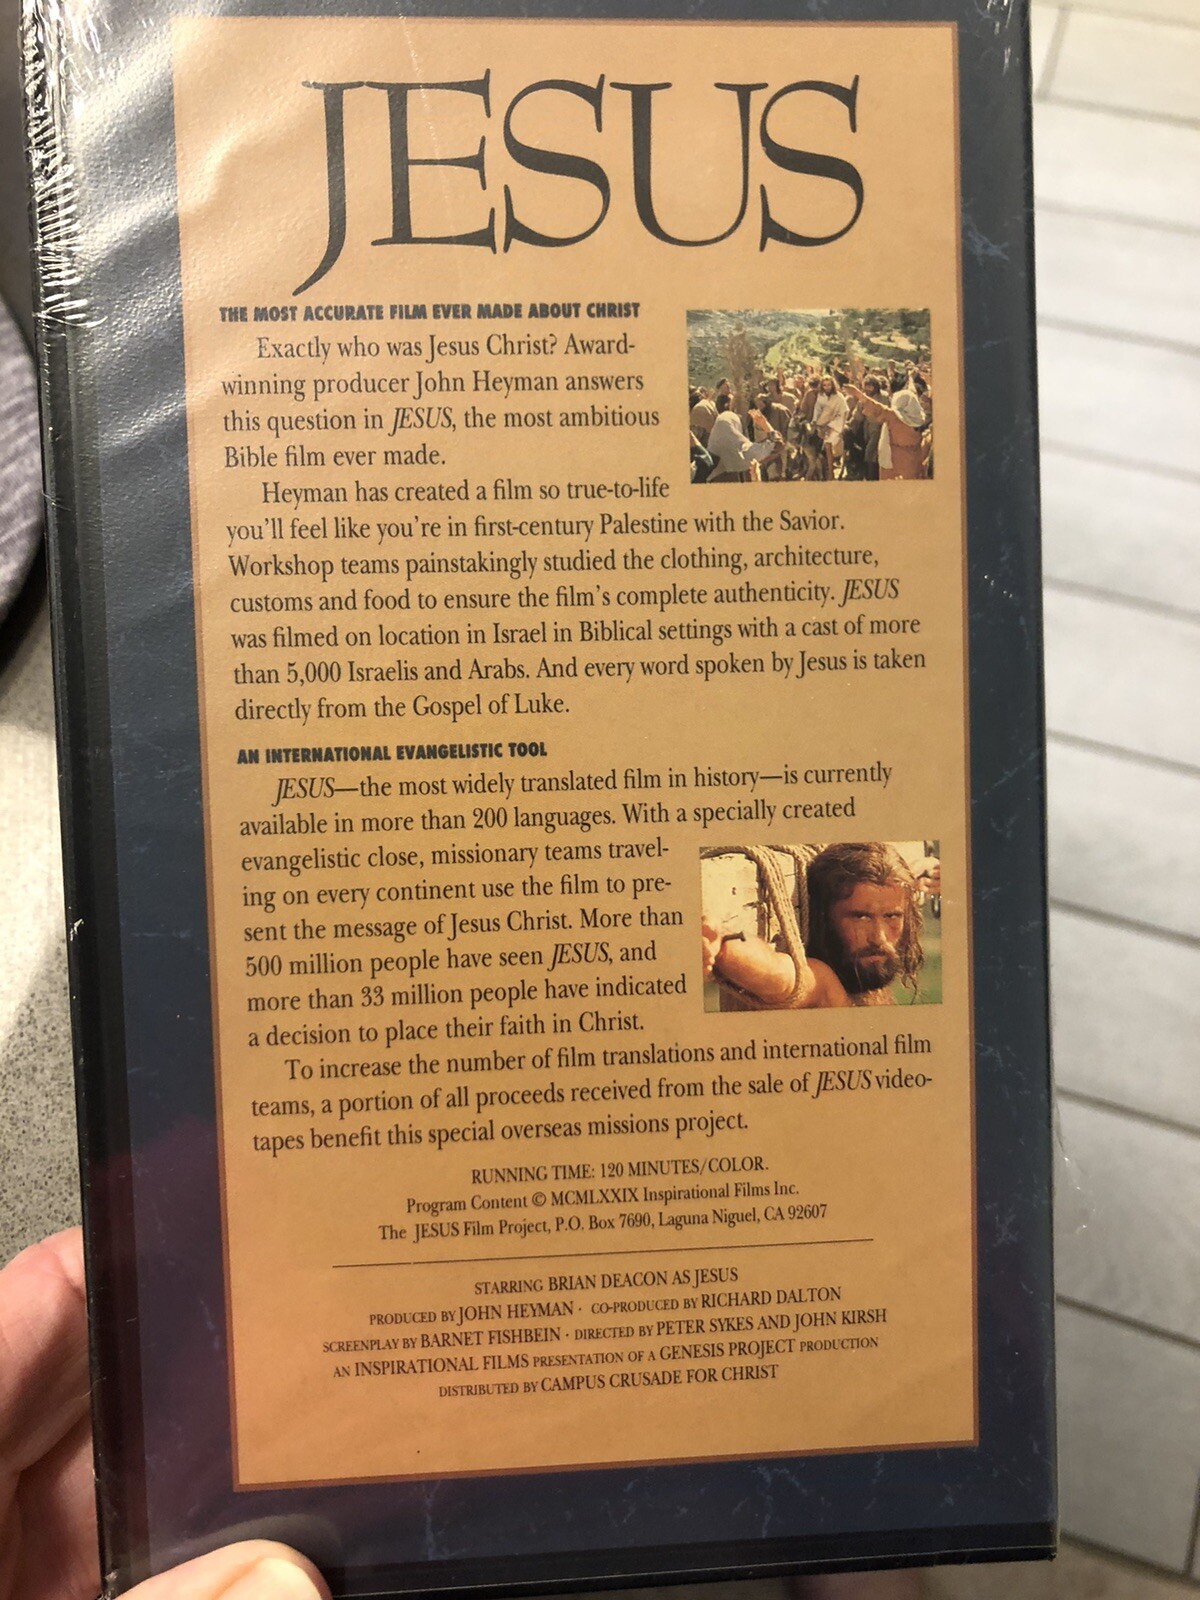 JESUS
THE MOST ACCURATE FILM EVER MADE ABOUT CHRIST
Exactly who was Jesus Christ? Award-
winning producer John Heyman answers
this question in JESUS, the most ambitious
Bible film ever made.
Heyman has created a film so true-to-life
you'll feel like you're in first-century Palestine with the Savior.
Workshop teams painstakingly studied the clothing, architecture,
customs and food to ensure the film's complete authenticity. JESUS
was filmed on location in Israel in Biblical settings with a cast of more
than 5,000 Israelis and Arabs. And every word spoken by Jesus is taken
directly from the Gospel of Luke.
AN INTERNATIONAL EVANGELISTIC TOOL
JESUS—the most widely translated film in history—is currently
available in more than 200 languages. With a specially created
evangelistic close, missionary teams travel-
ing on every continent use the film to pre-
sent the message of Jesus Christ. More than
500 million people have seen JESUS, and
more than 33 million people have indicated
a decision to place their faith in Christ.
To increase the number of film translations and international film
teams, a portion of all proceeds received from the sale of JESUS video-
tapes benefit this special overseas missions project.
RUNNING TIME: 120 MINUTES/COLOR.
Program Content © MCMLXXIX Inspirational Films Inc.
The JESUS Film Project, P.O. Box 7690, Laguna Niguel, CA 92607
STARRING BRIAN DEACON AS JESUS
PRODUCED BY JOHN HEYMAN · CO-PRODUCED BY RICHARD DALTON
SCREENPLAY BY BARNET FISHBEIN · DIRECTED BY PETER SYKES AND JOHN KIRSH
AN INSPIRATIONAL FILMS PRESENTATION OF A GENESIS PROJECT PRODUCTION
DISTRIBUTED BY CAMPUS CRUSADE FOR CHRIST